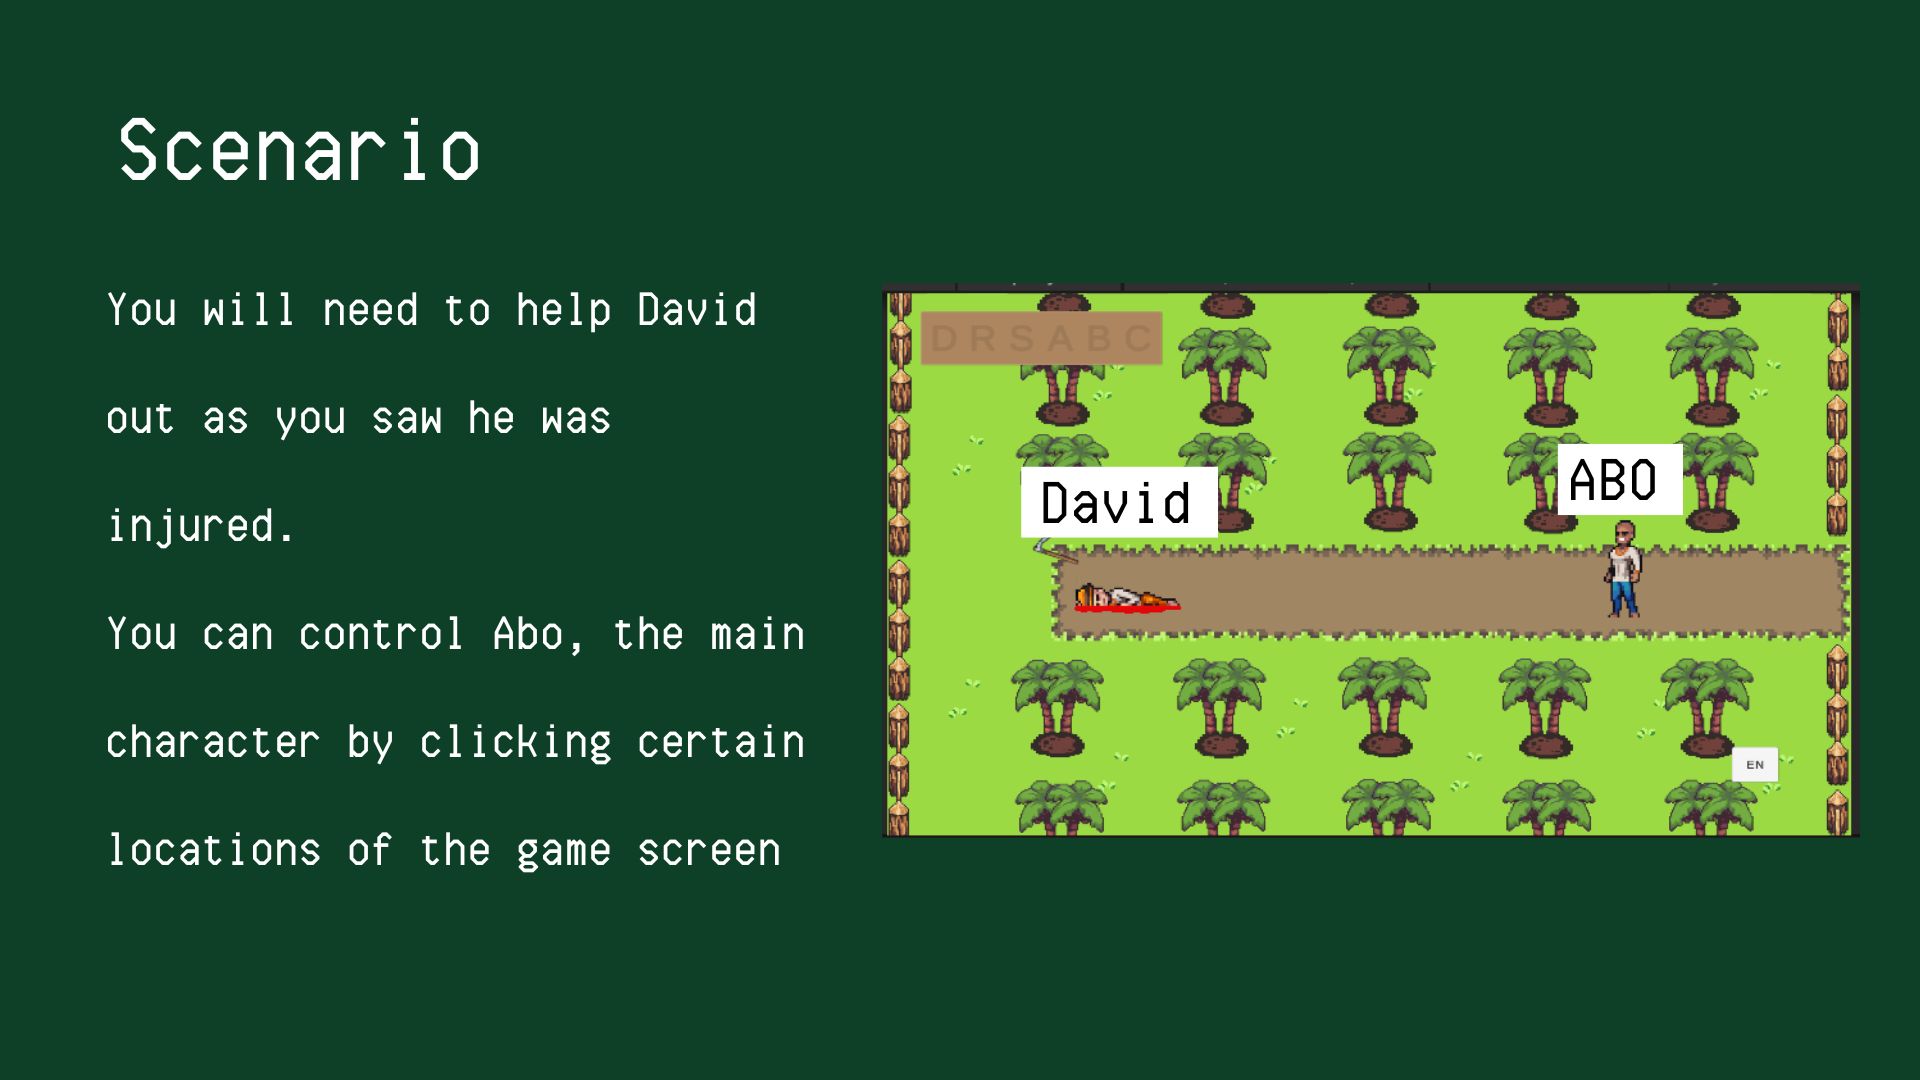 Scenario
You will need to help David
out as you saw he was
injured.
You can control Abo, the main
character by clicking certain
locations of the game screen
D R S A B C
David
ABO
EN